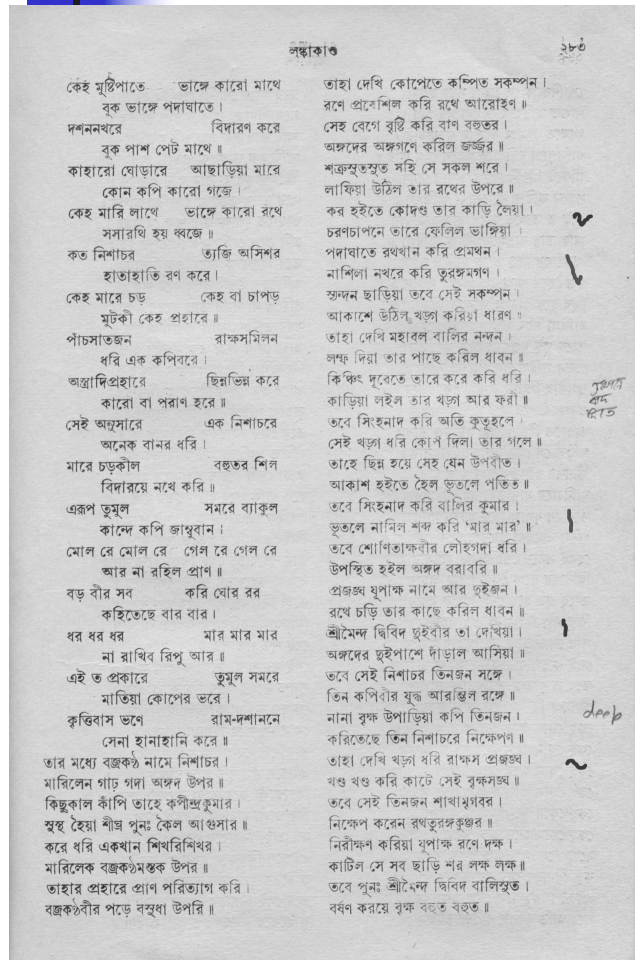 লঙ্কাকাণ্ড ২৮৩
কেহ মুষ্টিপাতে ভাঙ্গে কারো মাথে
বুক ভাঙ্গে পদাঘাতে।
দশননখরে বিদারণ করে
বুক পাশ পেট মাথে॥
কাহারো ঘোড়ারে আছাড়িয়া মারে
কোন কপি কারো গজে।
কেহ মারি লাথে ভাঙ্গে কারো রথে
সসারথি হয় ধ্বজে॥
কত নিশাচর ত্যজি অসিশর
হাতাহাতি রণ করে।
কেহ মারে চড় কেহ বা চাপড়
মুটকী কেহ প্রহারে॥
পাঁচসাতজন রাক্ষসমিলন
ধরি এক কপিবরে।
অস্ত্রাদিপ্রহারে ছিন্নভিন্ন করে
কারো বা পরাণ হরে॥
সেই অনুসারে এক নিশাচরে
অনেক বানর ধরি।
মারে চড়কীল বহুতর শিল
বিদারয়ে নখে করি॥
এরূপ তুমুল সমরে ব্যাকুল
কান্দে কপি জাম্বুবান।
মোল রে মোল রে গেল রে গেল রে
আর না রহিল প্রাণ॥
বড় বীর সব করি ঘোর রর
কহিতেছে বার বার।
ধর ধর ধর মার মার মার
না রাখিব রিপু আর॥
এই ত প্রকারে তুমুল সমরে
মাতিয়া কোপের ভরে।
কৃত্তিবাস ভণে রাম-দশাননে
সেনা হানাহানি করে॥
তার মধ্যে বজ্রকণ্ঠ নামে নিশাচর।
মারিলেন গাঢ় গদা অঙ্গদ উপর॥
কিছুকাল কাঁপি তাহে কপীন্দ্রকুমার।
সুস্থ হৈয়া শীঘ্র পুনঃ কৈল আগুসার॥
করে ধরি একখান শিখরিশিখর।
মারিলেক বজ্রকণ্ঠমস্তক উপর॥
তাহার প্রহারে প্রাণ পরিত্যাগ করি।
বজ্রকণ্ঠবীর পড়ে বসুধা উপরি॥
তাহা দেখি কোপেতে কম্পিত সকম্পন।
রণে প্রবেশিল করি রথে আরোহণ॥
সেহ বেগে বৃষ্টি করি বাণ বহুতর।
অঙ্গদের অঙ্গগণে করিল জর্জ্জর॥
শত্রুসুতসুত সহি সে সকল শরে।
লাফিয়া উঠিল তার রথের উপরে॥
কর হইতে কোদণ্ড তার কাড়ি লৈয়া।
চরণচাপনে তারে ফেলিল ভাঙ্গিয়া।
পদাঘাতে রথখান করি প্রমথন।
নাশিলা নখরে করি তুরঙ্গমগণ।
স্যন্দন ছাড়িয়া তবে সেই সকম্পন।
আকাশে উঠিল খড়্গ করিয়া ধারণ॥
তাহা দেখি মহাবল বালির নন্দন।
লম্ফ দিয়া তার পাছে করিল ধাবন॥
কিঞ্চিৎ দূরেতে তারে করে করি ধরি।
কাড়িয়া লইল তার খড়্গ আর ফরী॥
তবে সিংহনাদ করি অতি কুতূহলে।
সেই খড়্গ ধরি কোপ দিলা তার গলে॥
তাহে ছিন্ন হয়ে সেহ যেন উপবীত।
আকাশ হইতে হৈল ভূতলে পতিত॥
তবে সিংহনাদ করি বালির কুমার।
ভূতলে নামিল শব্দ করি ‘মার মার’॥
তবে শোণিতাক্ষবীর লৌহগদা ধরি।
উপস্থিত হইল অঙ্গদ বরাবরি॥
প্রজঙ্ঘ যূপাক্ষ নামে আর দুইজন।
রথে চড়ি তার কাছে করিল ধাবন॥
শ্রীমৈন্দ দ্বিবিদ দুইবীর তা দেখিয়া।
অঙ্গদের দুইপাশে দাঁড়াল আসিয়া॥
তবে সেই নিশাচর তিনজন সঙ্গে।
তিন কপিবীর যুদ্ধ আরম্ভিল রঙ্গে॥
নানা বৃক্ষ উপাড়িয়া কপি তিনজন।
করিতেছে তিন নিশাচরে নিক্ষেপণ॥
deep
তাহা দেখি খড়্গ ধরি রাক্ষস প্রজঙ্ঘ।
খণ্ড খণ্ড করি কাটে সেই বৃক্ষসঙ্ঘ॥
তবে সেই তিনজন শাখামৃগবর।
নিক্ষেপ করেন রথতুরঙ্গকুঞ্জর॥
নিরীক্ষণ করিয়া যূপাক্ষ রণে দক্ষ।
কাটিল সে সব ছাড়ি শর লক্ষ লক্ষ॥
তবে পুনঃ শ্রীমৈন্দ দ্বিবিদ বালিসুত।
বর্ষণ করয়ে বৃক্ষ বহুত বহুত॥